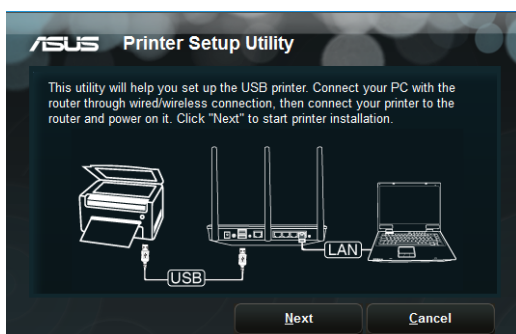 ASUS Printer Setup Utility
This utility will help you set up the USB printer. Connect your PC with the
router through wired/wireless connection, then connect your printer to the
router and power on it. Click "Next" to start printer installation.
LAN
USB
Next Cancel